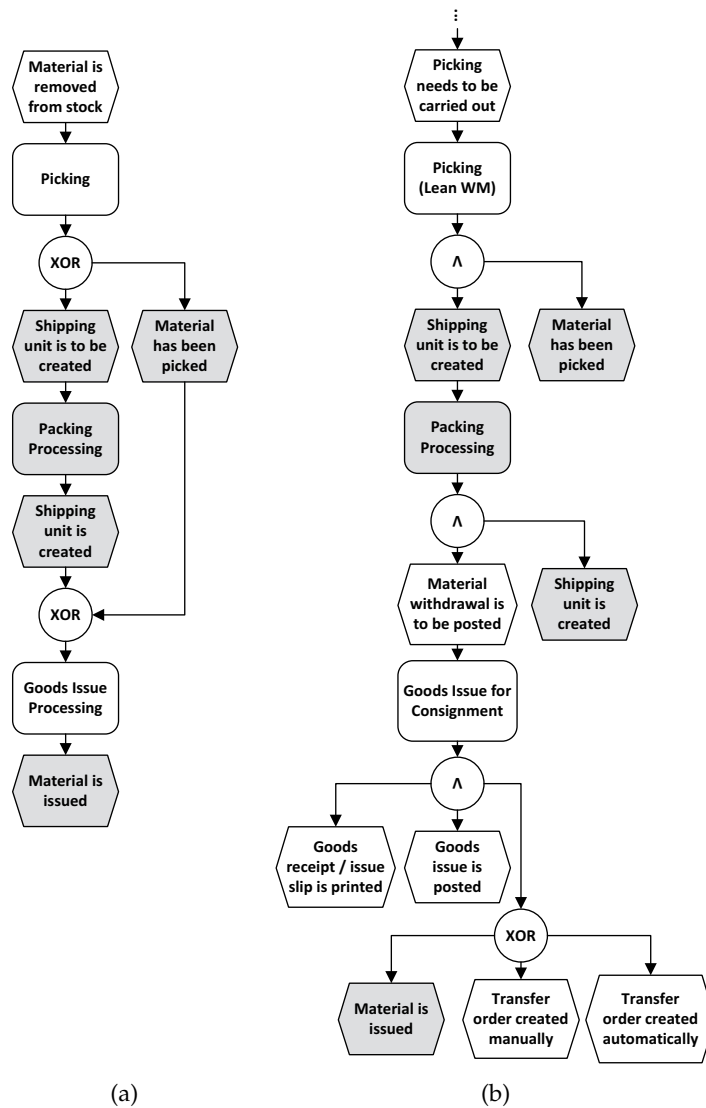 Material is
removed
from stock
Picking
XOR
Shipping
unit is to be
created
Material
has been
picked
Packing
Processing
Shipping
unit is
created
XOR
Goods Issue
Processing
Material is
issued
(a)
...
Picking
needs to be
carried out
Picking
(Lean WM)
Λ
Shipping
unit is to be
created
Material
has been
picked
Packing
Processing
Λ
Material
withdrawal is
to be posted
Shipping
unit is
created
Goods Issue for
Consignment
Λ
Goods
receipt / issue
slip is printed
Goods
issue is
posted
XOR
Material is
issued
Transfer
order created
manually
Transfer
order created
automatically
(b)